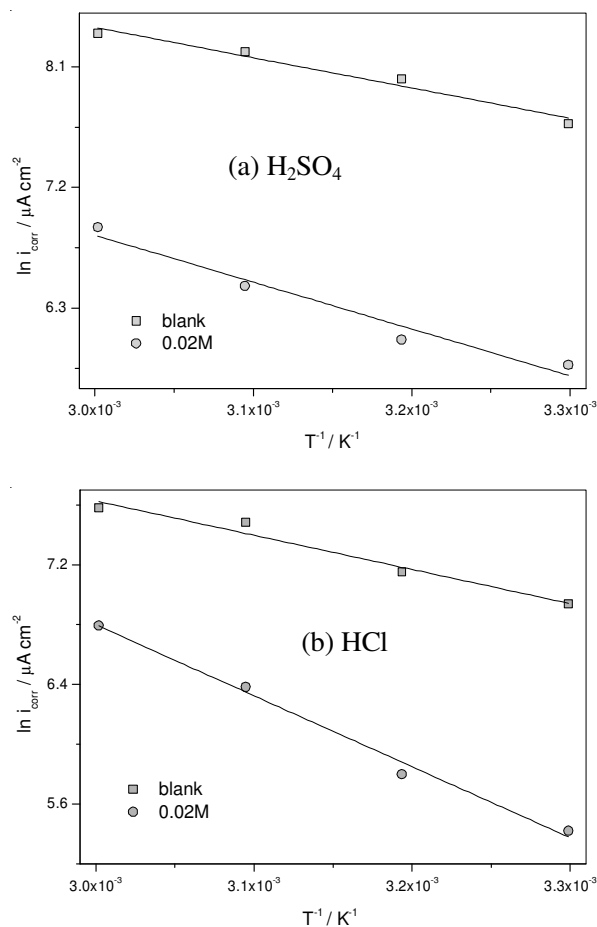 8.1
7.2
6.3
ln i_corr / μA cm⁻²
(a) H₂SO₄
blank
0.02M
3.0x10⁻³ 3.1x10⁻³ 3.2x10⁻³ 3.3x10⁻³
T⁻¹ / K⁻¹
7.2
6.4
5.6
ln i_corr / μA cm⁻²
(b) HCl
blank
0.02M
3.0x10⁻³ 3.1x10⁻³ 3.2x10⁻³ 3.3x10⁻³
T⁻¹ / K⁻¹